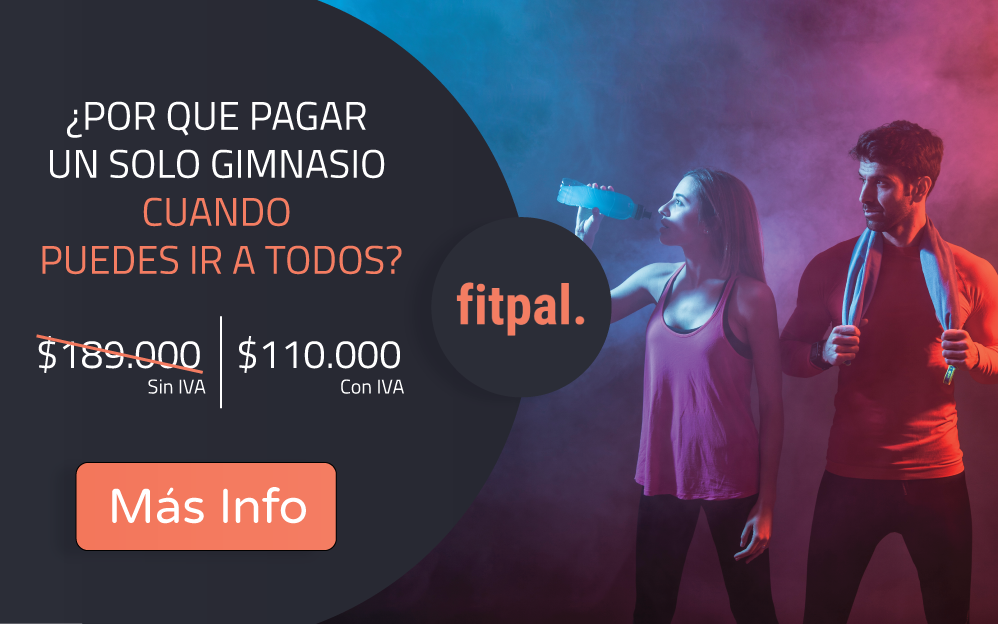 ¿POR QUE PAGAR
UN SOLO GIMNASIO
CUANDO
PUEDES IR A TODOS?
$189.000
Sin IVA
$110.000
Con IVA
Más Info
fitpal.